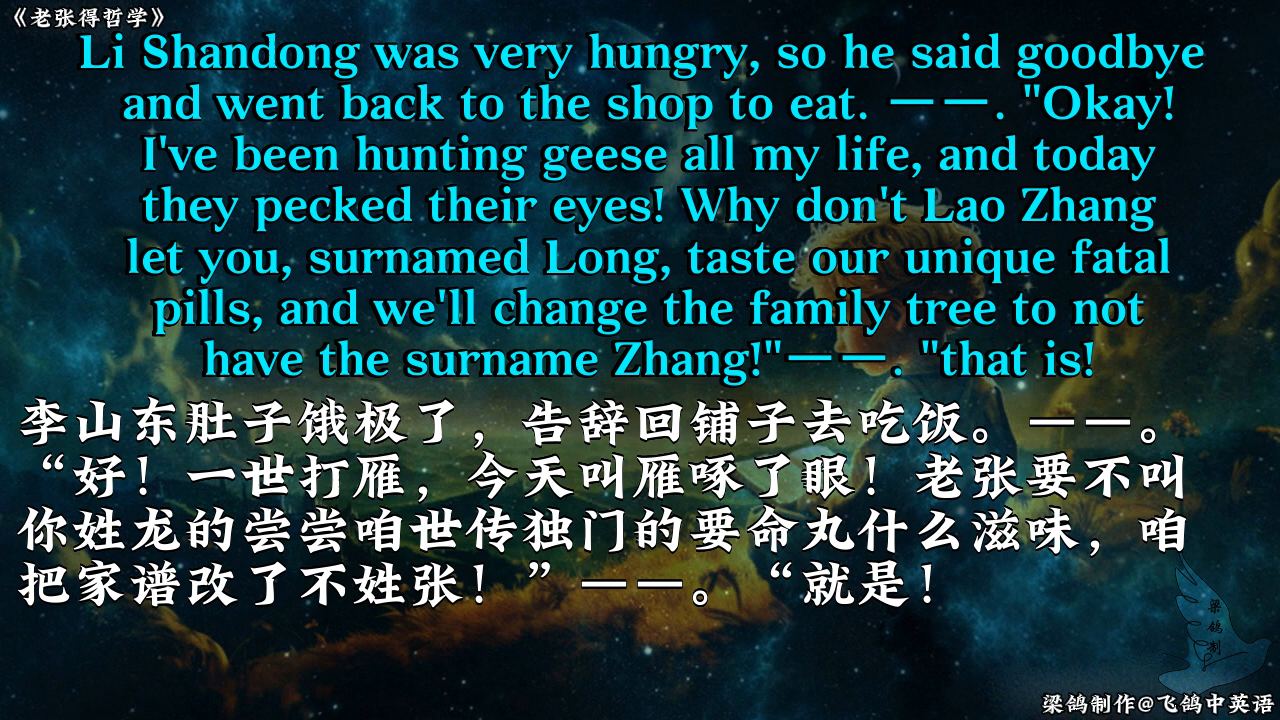 《老张得哲学》
Li Shandong was very hungry, so he said goodbye
and went back to the shop to eat. ——. "Okay!
I've been hunting geese all my life, and today
they pecked their eyes! Why don't Lao Zhang
let you, surnamed Long, taste our unique fatal
pills, and we'll change the family tree to not
have the surname Zhang!"——. "that is!
李山东肚子饿极了，告辞回铺子去吃饭。——。
“好！一世打雁，今天叫雁啄了眼！老张要不叫
你姓龙的尝尝咱世传独门的要命丸什么滋味，咱
把家谱改了不姓张！”——。“就是！
梁鸽制
梁鸽制作@飞鸽中英语